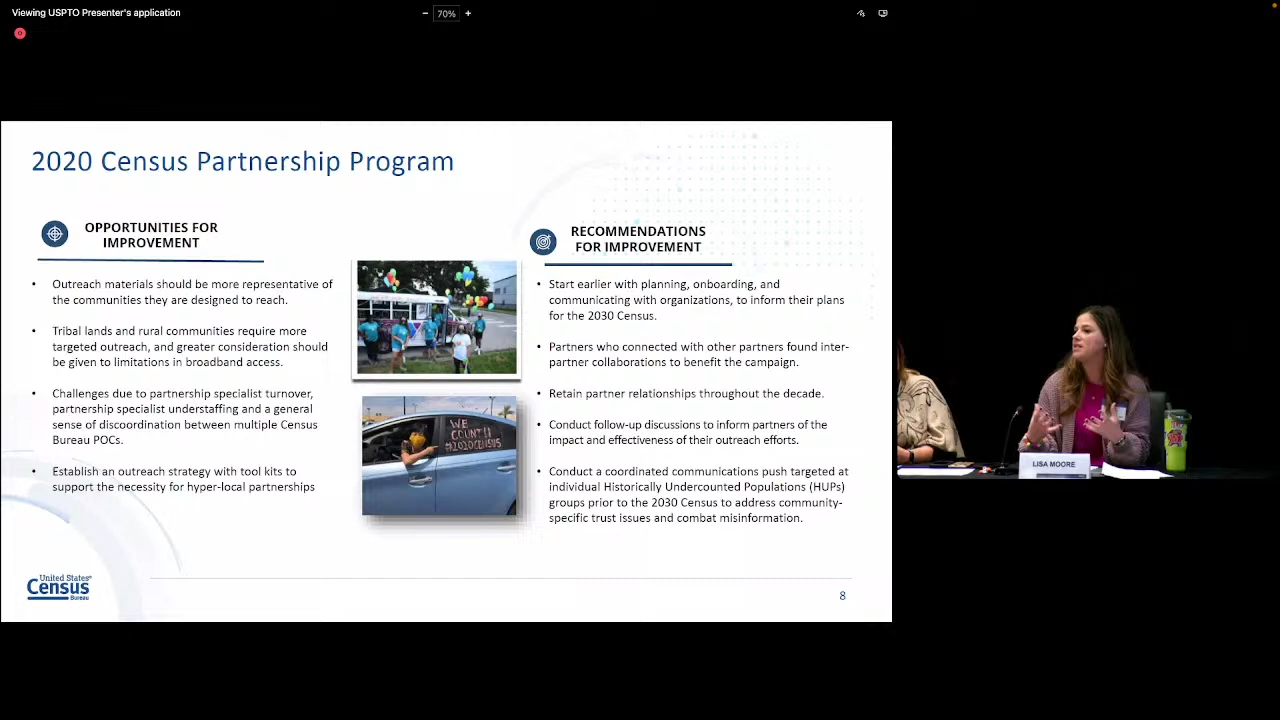 Viewing USPTO Presenter's application
− 70% +
2020 Census Partnership Program
OPPORTUNITIES FOR
IMPROVEMENT
• Outreach materials should be more representative of
the communities they are designed to reach.
• Tribal lands and rural communities require more
targeted outreach, and greater consideration should
be given to limitations in broadband access.
• Challenges due to partnership specialist turnover,
partnership specialist understaffing and a general
sense of discoordination between multiple Census
Bureau POCs.
• Establish an outreach strategy with tool kits to
support the necessity for hyper-local partnerships
WE
COUNT!!
#2020CENSUS
RECOMMENDATIONS
FOR IMPROVEMENT
• Start earlier with planning, onboarding, and
communicating with organizations, to inform their plans
for the 2030 Census.
• Partners who connected with other partners found inter-
partner collaborations to benefit the campaign.
• Retain partner relationships throughout the decade.
• Conduct follow-up discussions to inform partners of the
impact and effectiveness of their outreach efforts.
• Conduct a coordinated communications push targeted at
individual Historically Undercounted Populations (HUPs)
groups prior to the 2030 Census to address community-
specific trust issues and combat misinformation.
LISA MOORE
United States®
Census
Bureau
8